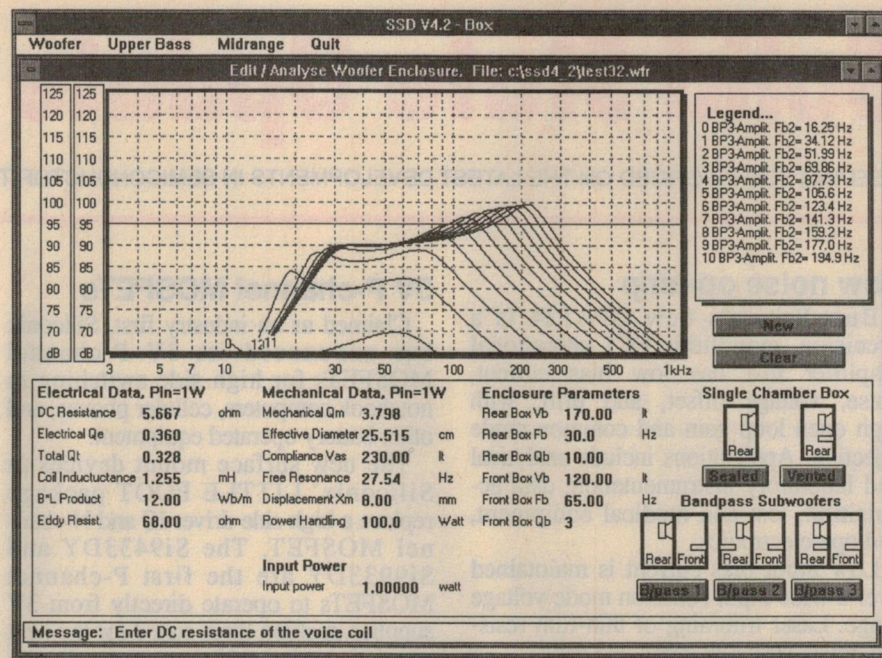 SSD V4.2 - Box
Woofer Upper Bass Midrange Quit
Edit / Analyse Woofer Enclosure. File: c:\ssd4_2\test32.wfr
125 125
120 120
115 115
110 110
105 105
100 100
95 95
90 90
85 85
80 80
75 75
70 70
dB dB
3 5 7 10 30 50 100 200 300 500 1kHz
Legend...
0 BP3-Amplit. Fb2= 16.25 Hz
1 BP3-Amplit. Fb2= 34.12 Hz
2 BP3-Amplit. Fb2= 51.99 Hz
3 BP3-Amplit. Fb2= 69.86 Hz
4 BP3-Amplit. Fb2= 87.73 Hz
5 BP3-Amplit. Fb2= 105.6 Hz
6 BP3-Amplit. Fb2= 123.4 Hz
7 BP3-Amplit. Fb2= 141.3 Hz
8 BP3-Amplit. Fb2= 159.2 Hz
9 BP3-Amplit. Fb2= 177.0 Hz
10 BP3-Amplit. Fb2= 194.9 Hz
New
Clear
Electrical Data, Pin=1W
DC Resistance 5.667 ohm
Electrical Qe 0.360
Total Qt 0.328
Coil Inductuctance 1.255
B*L Product 12.00 Wb/m
Eddy Resist. 68.00 ohm
Mechanical Data, Pin=1W
Mechanical Qm 3.798
Effective Diameter 25.515 cm
Compliance Vas 230.00 lt
Fair Resonance 27.54 Hz
Displacement Xm 6.00 mm
Power Handling 100.0 Watt
Input Power
Input power 1.00000 watt
Enclosure Parameters
Rear Box Vb 170.00 lt
Rear Box Fb 30.0 Hz
Rear Box Qb 10.00
Front Box Vb 120.00
Front Box Fb 65.00 Hz
Front Box Qb 3
Single Chamber Box
Rear Rear
Sealed Vented
Bandpass Subwoofers
Rear Front Rear Front Rear Front
B/pass 1 B/pass 2 B/pass 3
Message: Enter DC resistance of the voice coil